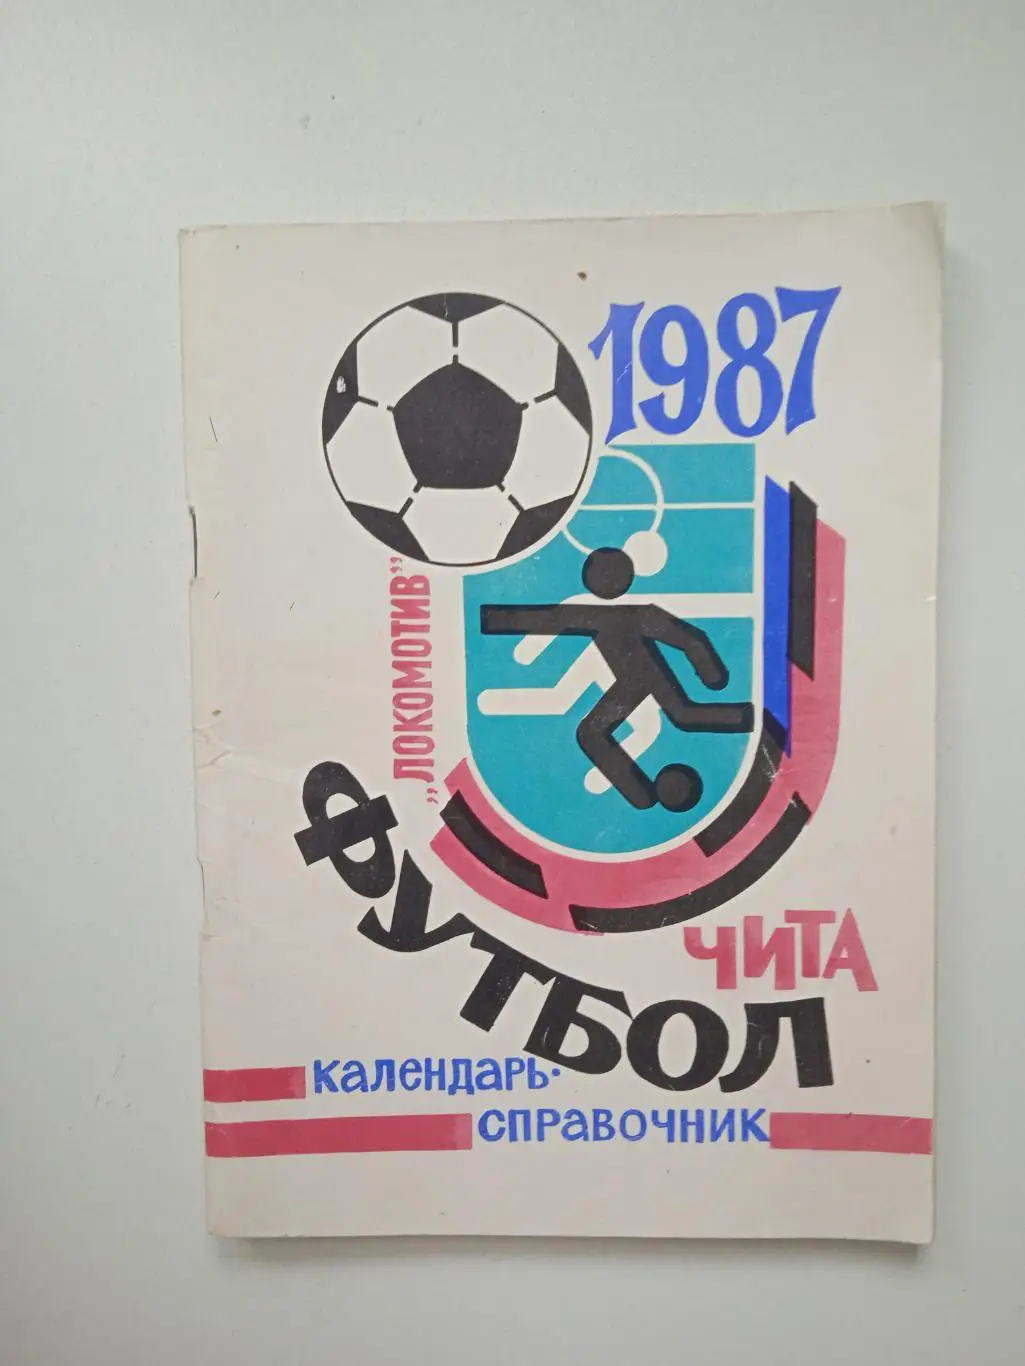 1987
„ЛОКОМОТИВ”
ФУТБОЛ
ЧИТА
КАЛЕНДАРЬ-
СПРАВОЧНИК